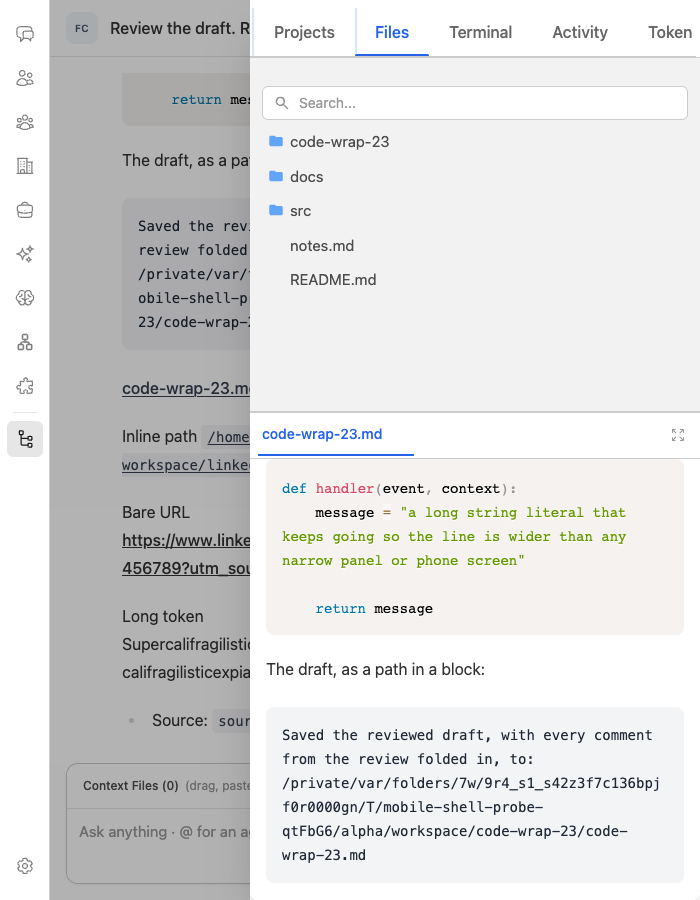 FC
Review the draft. R
Projects
Files
Terminal
Activity
Token
Search...
code-wrap-23
docs
src
notes.md
README.md
return mes
The draft, as a pa
Saved the revi
review folded
/private/var/
obile-shell-p
23/code-wrap-2
code-wrap-23.m
Inline path /home
workspace/linke
Bare URL
https://www.linke
456789?utm_sou
Long token
Supercalifragilistic
califragilisticexpia
Source: sour
Context Files (0) (drag, paste
Ask anything · @ for an a
code-wrap-23.md
def handler(event, context):
message = "a long string literal that
keeps going so the line is wider than any
narrow panel or phone screen"
return message
The draft, as a path in a block:
Saved the reviewed draft, with every comment
from the review folded in, to:
/private/var/folders/7w/9r4_s1_s42z3f7c136bpj
f0r0000gn/T/mobile-shell-probe-
qtFbG6/alpha/workspace/code-wrap-23/code-
wrap-23.md